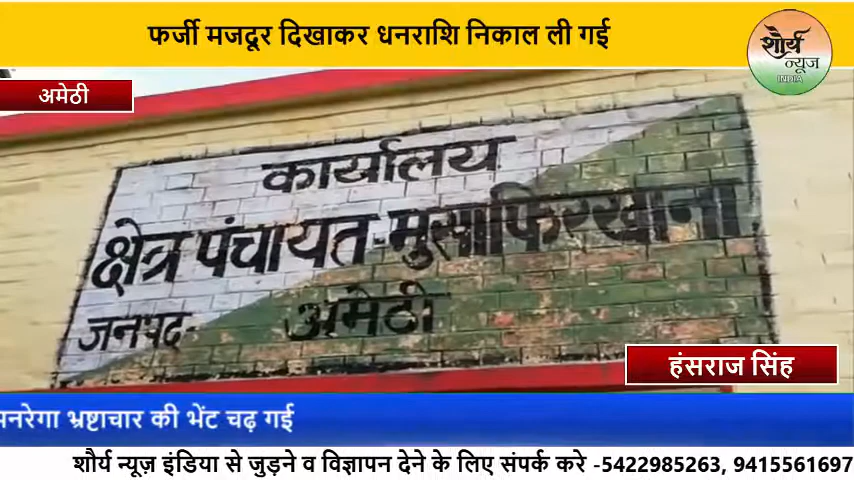 फर्जी मजदूर दिखाकर धनराशि निकाल ली गई
शौर्य
न्यूज
INDIA
अमेठी
कार्यालय
क्षेत्र पंचायत-मुसाफिरखाना
जनपद-
अमेठी
हंसराज सिंह
मनरेगा भ्रष्टाचार की भेंट चढ़ गई
शौर्य न्यूज़ इंडिया से जुड़ने व विज्ञापन देने के लिए संपर्क करे -5422985263, 9415561697